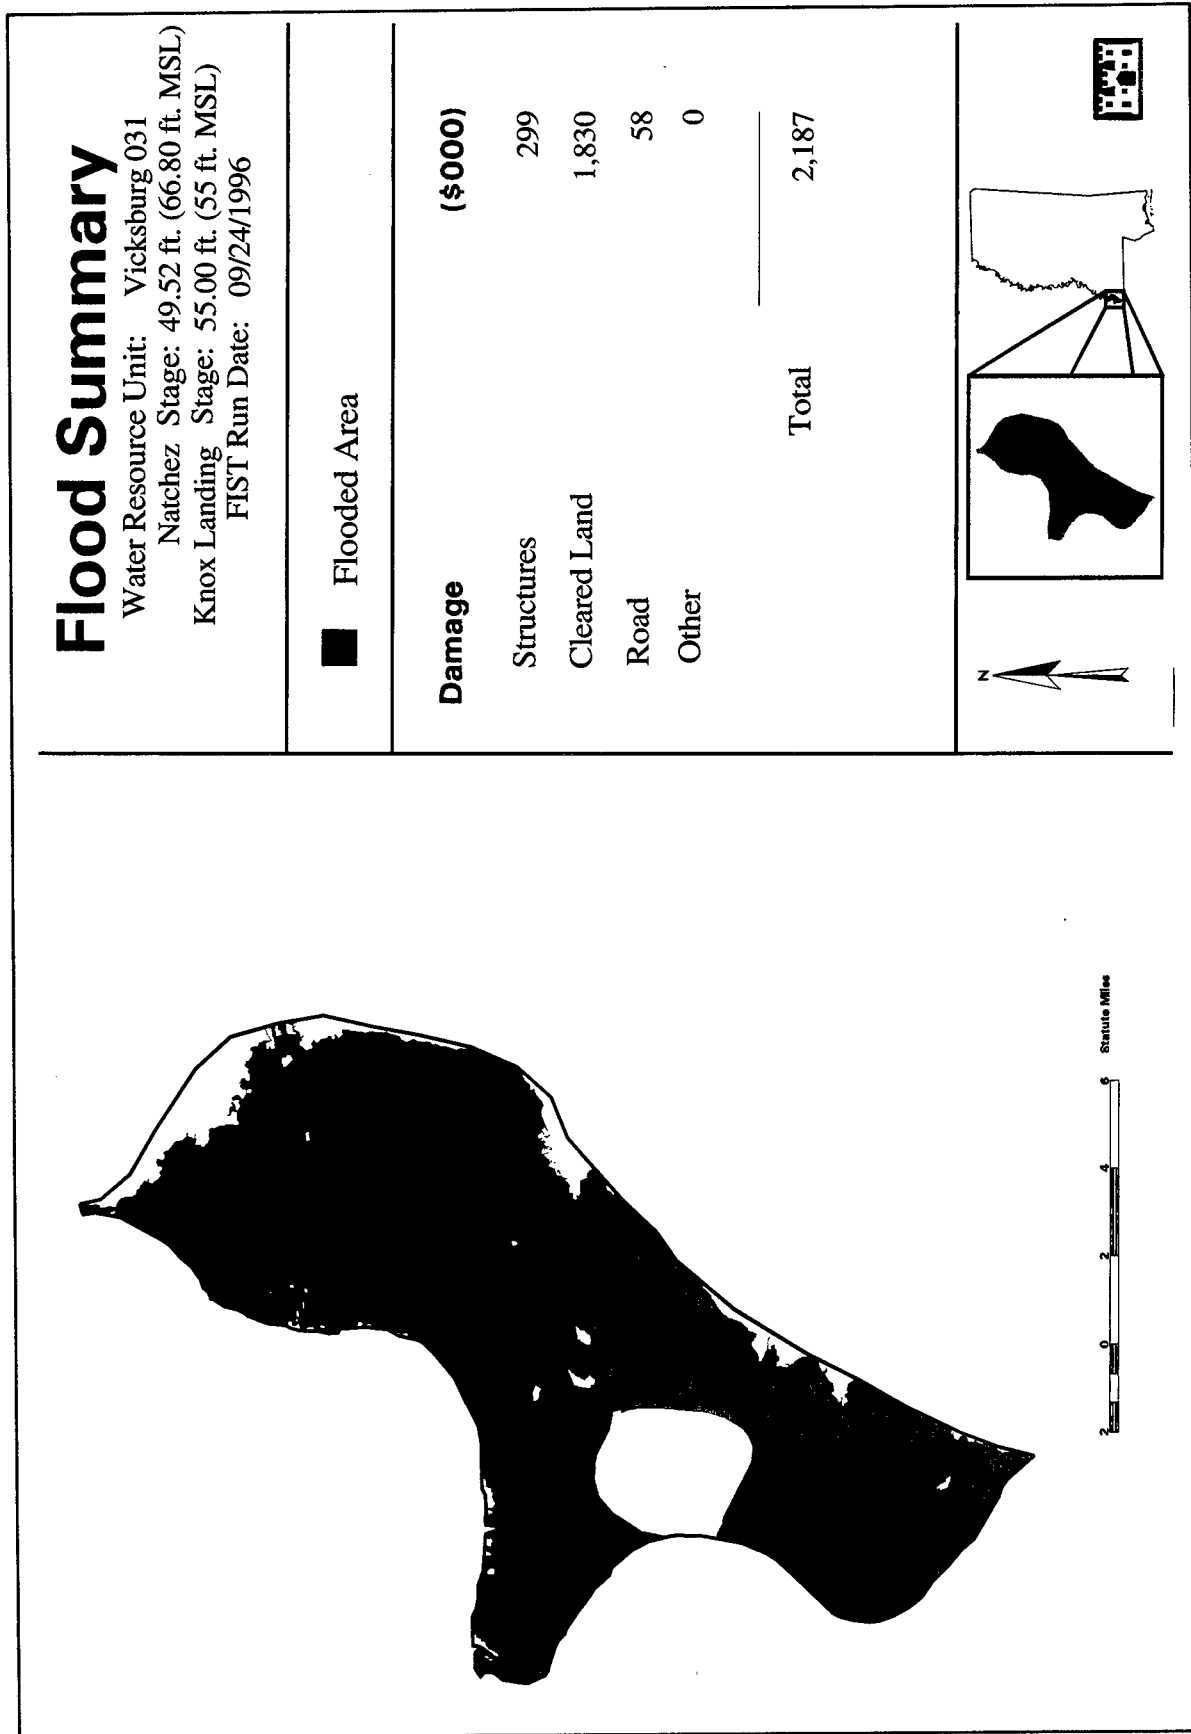 Flood Summary
Water Resource Unit: Vicksburg 031
Natchez Stage: 49.52 ft. (66.80 ft. MSL)
Knox Landing Stage: 55.00 ft. (55 ft. MSL)
FIST Run Date: 09/24/1996
Flooded Area
Damage ($000)
Structures 299
Cleared Land 1,830
Road 58
Other 0
Total 2,187
N
2 0 2 4 6 Statute Miles